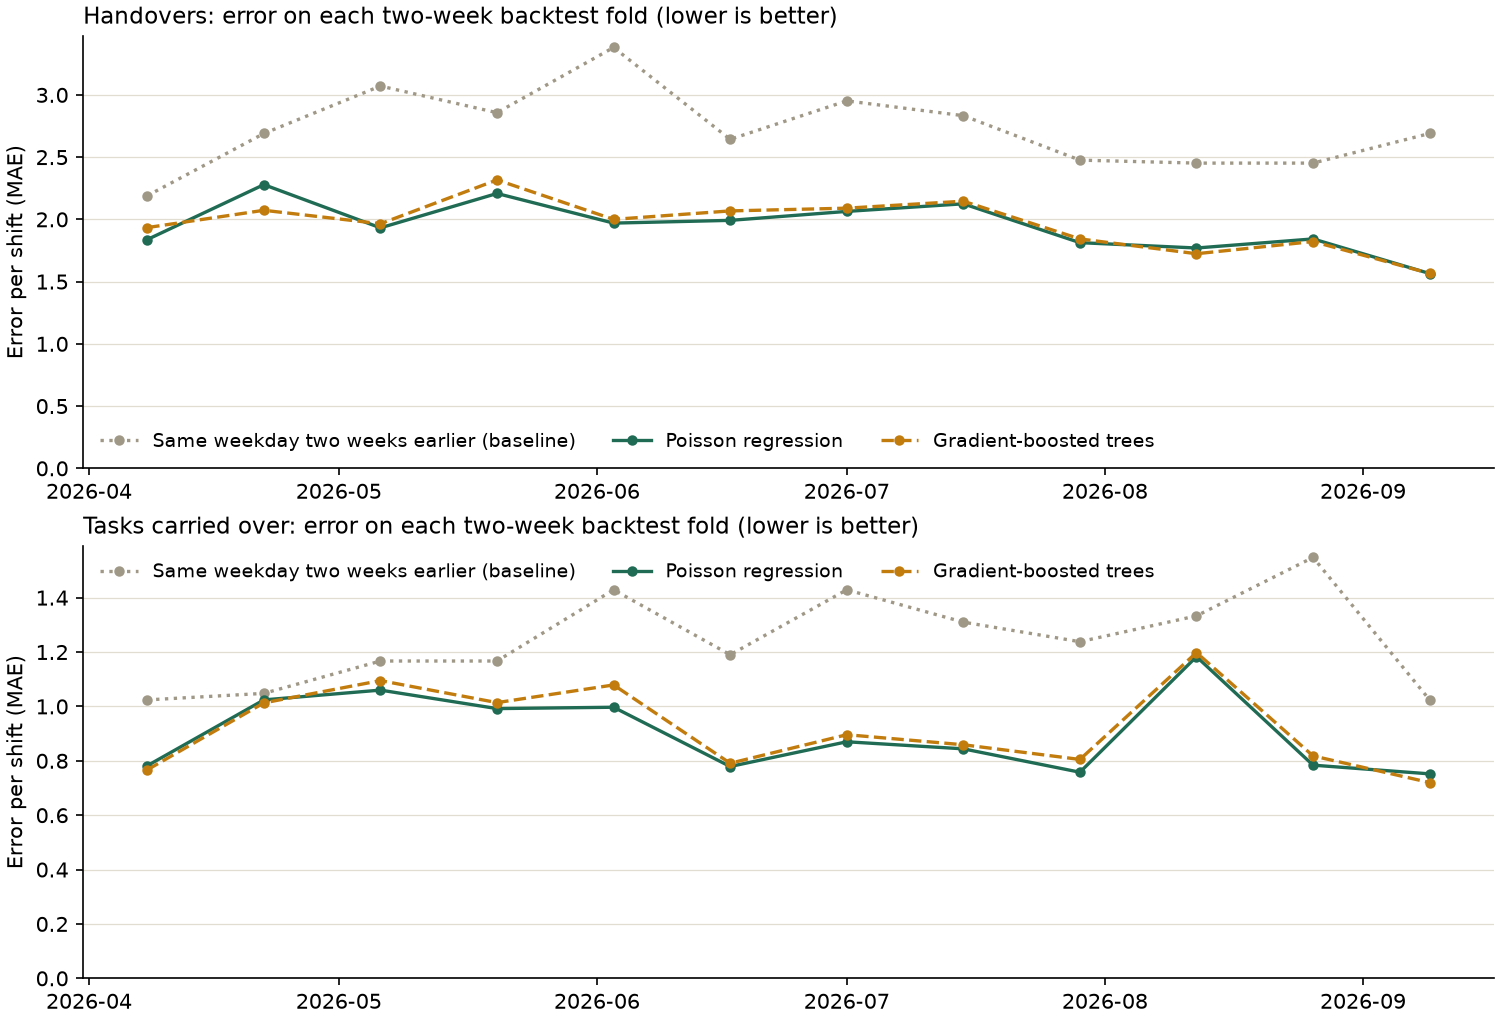 Handovers: error on each two-week backtest fold (lower is better)
Error per shift (MAE)
3.0
2.5
2.0
1.5
1.0
0.5
0.0
Same weekday two weeks earlier (baseline) Poisson regression Gradient-boosted trees
2026-04 2026-05 2026-06 2026-07 2026-08 2026-09
Tasks carried over: error on each two-week backtest fold (lower is better)
Error per shift (MAE)
Same weekday two weeks earlier (baseline) Poisson regression Gradient-boosted trees
1.4
1.2
1.0
0.8
0.6
0.4
0.2
0.0
2026-04 2026-05 2026-06 2026-07 2026-08 2026-09